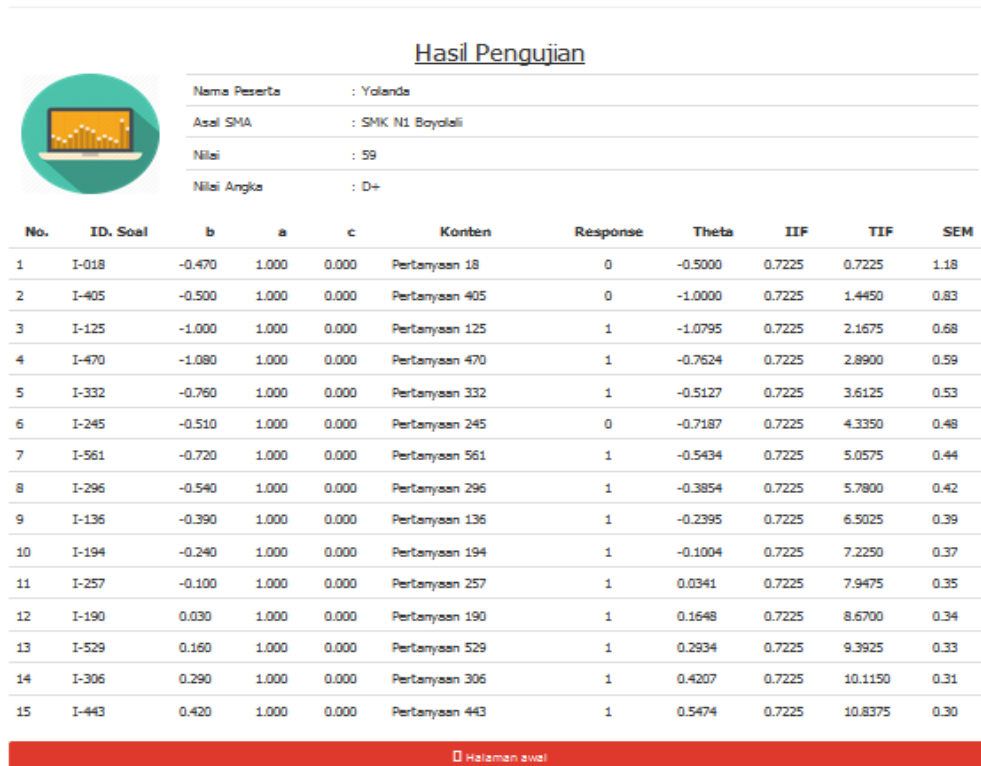 Hasil Pengujian
Nama Peserta : Yolanda
Asal SMA : SMK N1 Boyolali
Nilai : 59
Nilai Angka : D+
No. ID. Soal b a c Konten Response Theta IIF TIF SEM
1 I-018 -0.470 1.000 0.000 Pertanyaan 18 0 -0.5000 0.7225 0.7225 1.18
2 I-405 -0.500 1.000 0.000 Pertanyaan 405 0 -1.0000 0.7225 1.4450 0.83
3 I-125 -1.000 1.000 0.000 Pertanyaan 125 1 -1.0795 0.7225 2.1675 0.68
4 I-470 -1.080 1.000 0.000 Pertanyaan 470 1 -0.7624 0.7225 2.8900 0.59
5 I-332 -0.760 1.000 0.000 Pertanyaan 332 1 -0.5127 0.7225 3.6125 0.53
6 I-245 -0.510 1.000 0.000 Pertanyaan 245 0 -0.7187 0.7225 4.3350 0.48
7 I-561 -0.720 1.000 0.000 Pertanyaan 561 1 -0.5434 0.7225 5.0575 0.44
8 I-296 -0.540 1.000 0.000 Pertanyaan 296 1 -0.3854 0.7225 5.7800 0.42
9 I-136 -0.390 1.000 0.000 Pertanyaan 136 1 -0.2395 0.7225 6.5025 0.39
10 I-194 -0.240 1.000 0.000 Pertanyaan 194 1 -0.1004 0.7225 7.2250 0.37
11 I-257 -0.100 1.000 0.000 Pertanyaan 257 1 0.0341 0.7225 7.9475 0.35
12 I-190 0.030 1.000 0.000 Pertanyaan 190 1 0.1648 0.7225 8.6700 0.34
13 I-529 0.160 1.000 0.000 Pertanyaan 529 1 0.2934 0.7225 9.3925 0.33
14 I-306 0.290 1.000 0.000 Pertanyaan 306 1 0.4207 0.7225 10.1150 0.31
15 I-443 0.420 1.000 0.000 Pertanyaan 443 1 0.5474 0.7225 10.8375 0.30
Halaman awal